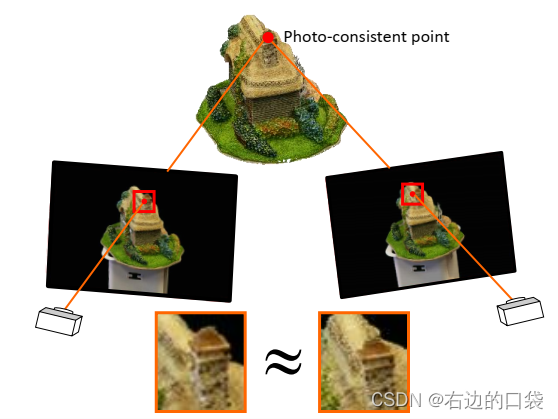 Photo-consistent point
≈
CSDN @右边的口袋